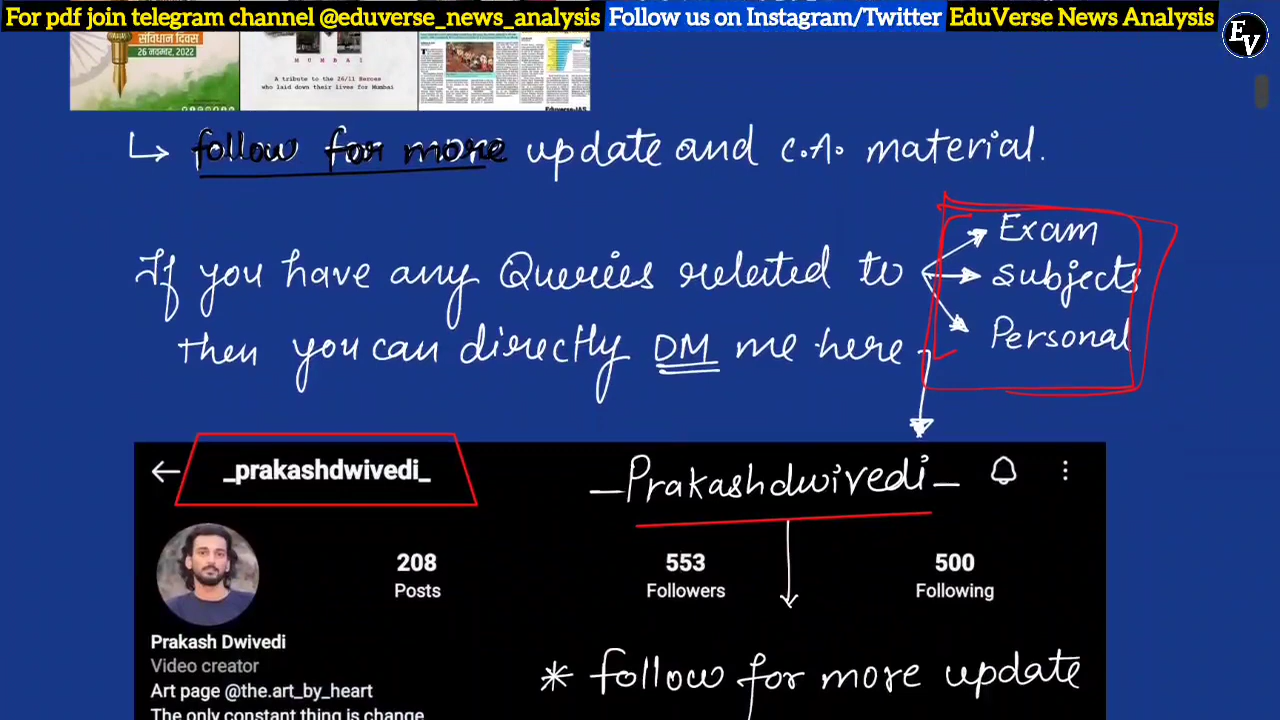 For pdf join telegram channel @eduverse_news_analysis Follow us on Instagram/Twitter EduVerse News Analysis
EV
संविधान दिवस
26 नवम्बर, 2022
M U M B A I
A tribute to the 26/11 Heroes
who laid down their lives for Mumbai
follow for more update and C.A. material.
If you have any Queries related to
Exam
subjects
Personal
then you can directly DM me here
_prakashdwivedi_
_Prakashdwivedi_
208
553
500
Posts
Followers
Following
Prakash Dwivedi
Video creator
Art page @the.art_by_heart
The only constant thing is change
* follow for more update